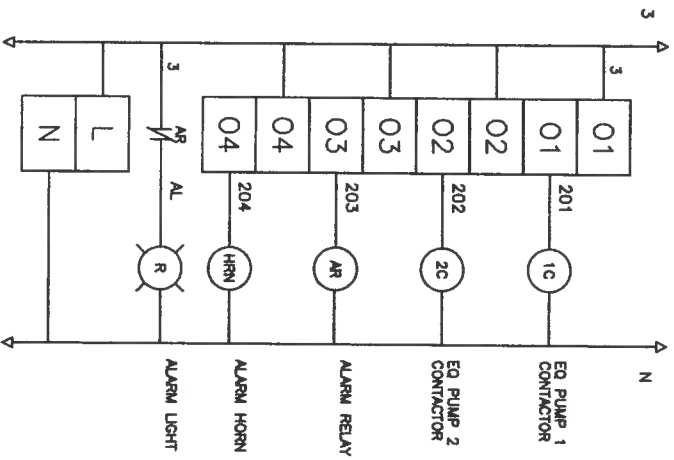 3
N
3
O1
O1
201
1C
EQ PUMP 1
CONTACTOR
O2
O2
202
2C
EQ PUMP 2
CONTACTOR
O3
O3
203
AR
ALARM RELAY
O4
O4
204
HRN
ALARM HORN
3
AR
AL
R
ALARM LIGHT
L
N